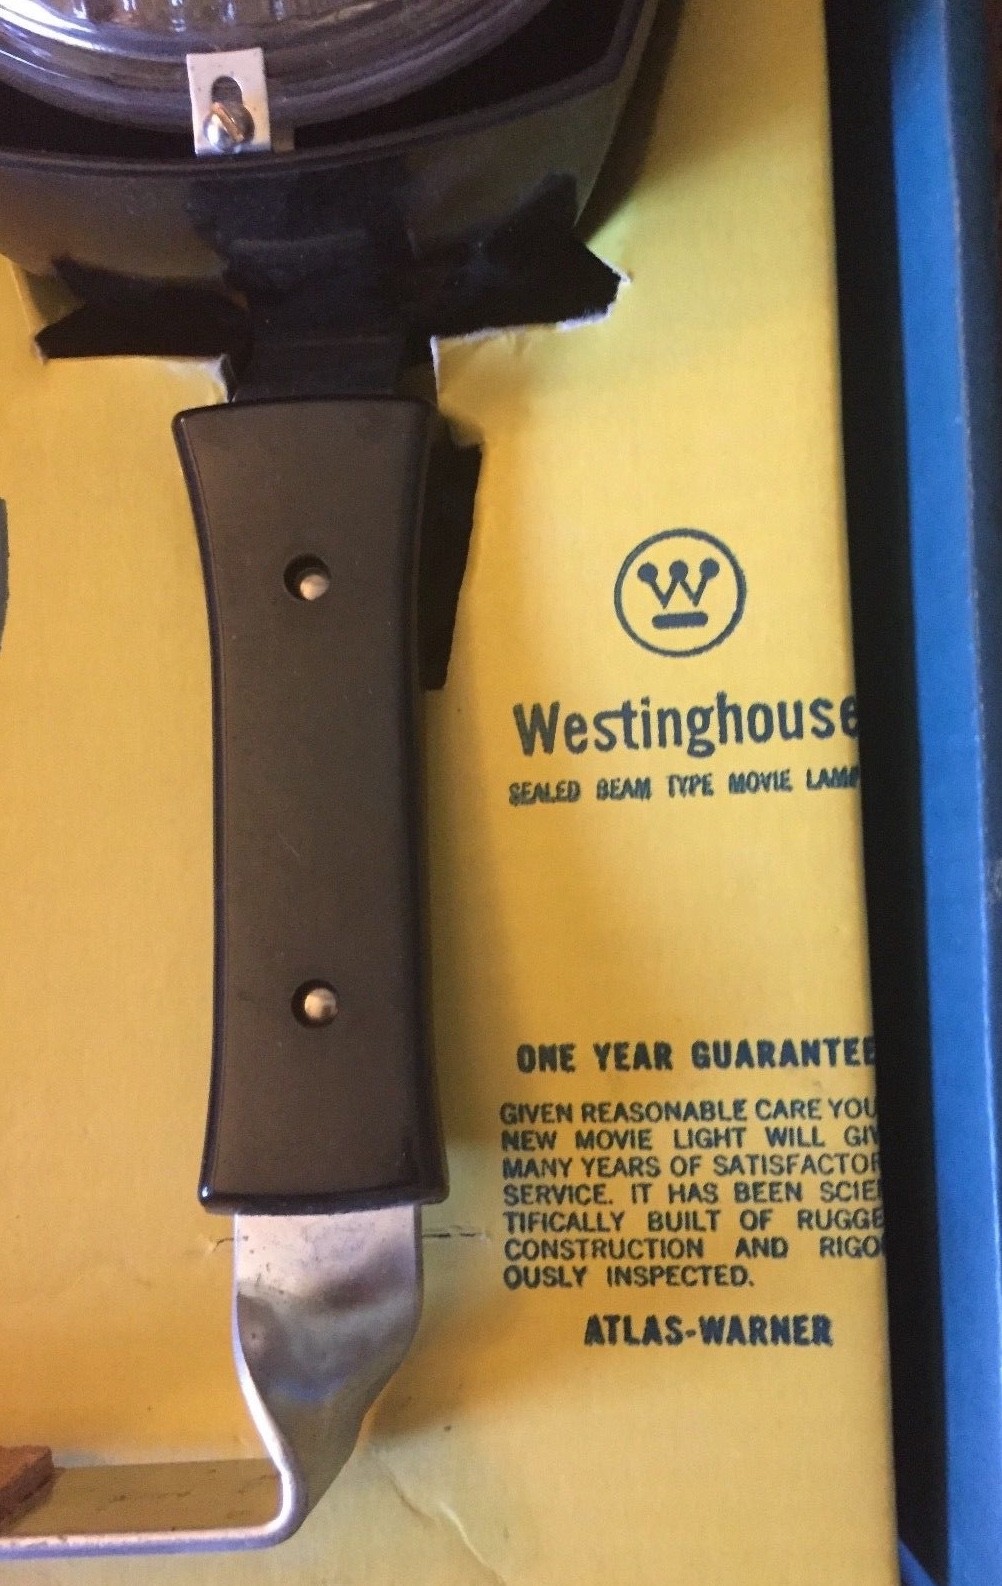 W
Westinghouse
SEALED BEAM TYPE MOVIE LAMP
ONE YEAR GUARANTEE
GIVEN REASONABLE CARE YOU
NEW MOVIE LIGHT WILL GIV
MANY YEARS OF SATISFACTOR
SERVICE. IT HAS BEEN SCIE
TIFICALLY BUILT OF RUGGE
CONSTRUCTION AND RIGO
OUSLY INSPECTED.
ATLAS-WARNER